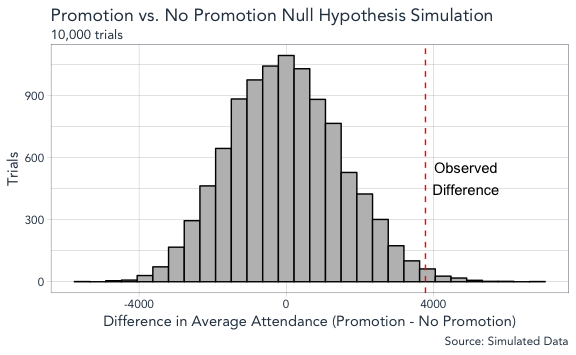 Promotion vs. No Promotion Null Hypothesis Simulation
10,000 trials
Trials
900
600
300
0
Observed
Difference
-4000
0
4000
Difference in Average Attendance (Promotion - No Promotion)
Source: Simulated Data